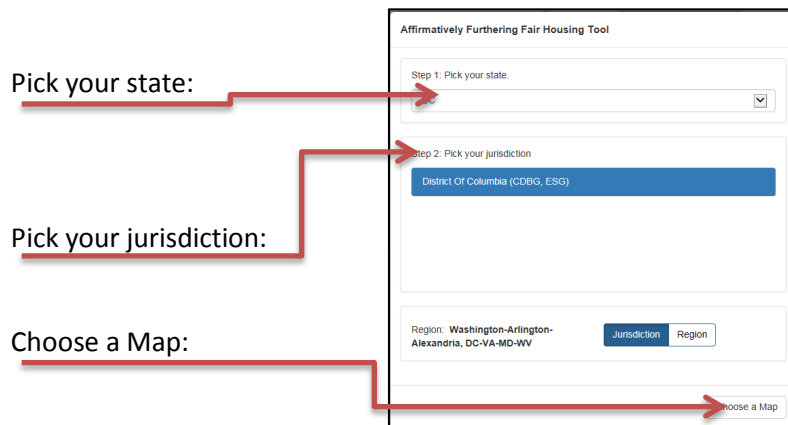 Affirmatively Furthering Fair Housing Tool
Pick your state:
Step 1: Pick your state.
Step 2: Pick your jurisdiction
District Of Columbia (CDBG, ESG)
Pick your jurisdiction:
Region: Washington-Arlington-
Alexandria, DC-VA-MD-WV
Jurisdiction Region
Choose a Map:
Choose a Map